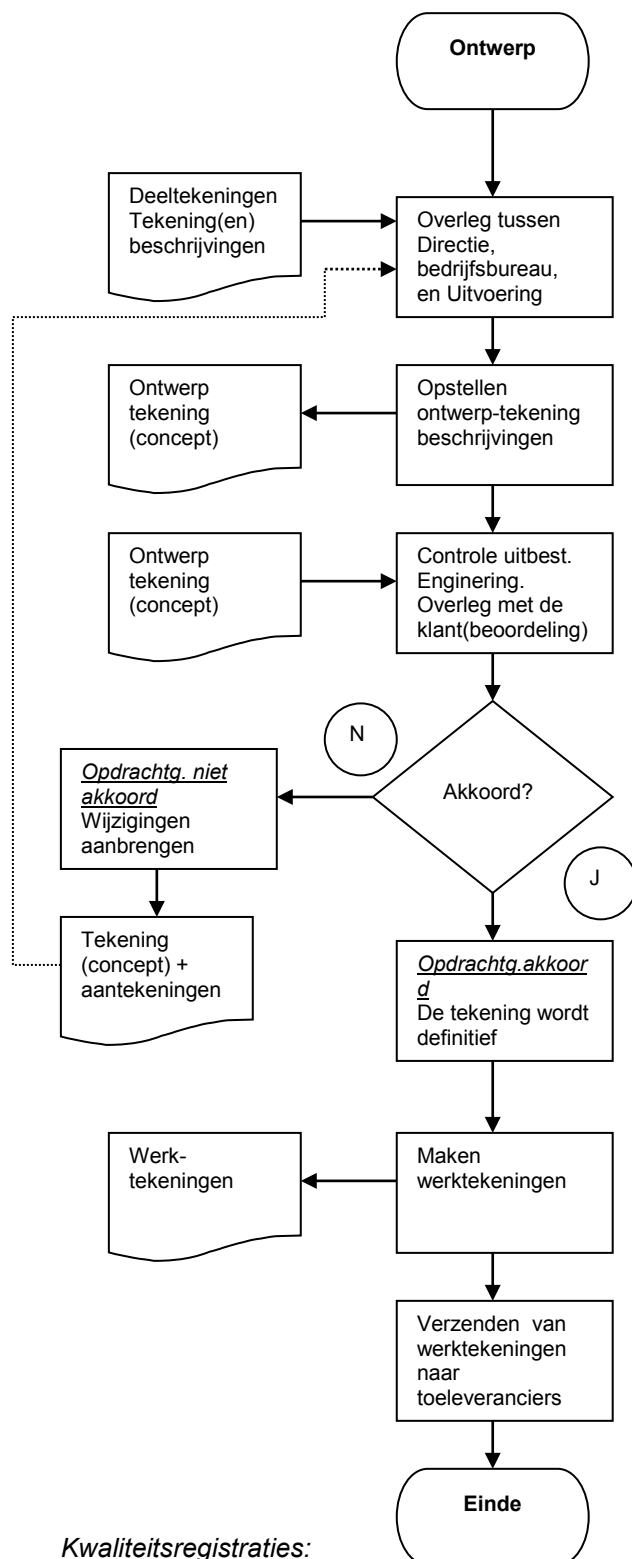 Ontwerp
Deeltekeningen
Tekening(en)
beschrijvingen
Overleg tussen
Directie,
bedrijfsbureau,
en Uitvoering
Ontwerp
tekening
(concept)
Opstellen
ontwerp-tekening
beschrijvingen
Ontwerp
tekening
(concept)
Controle uitbest.
Enginering.
Overleg met de
klant(beoordeling)
N
Akkoord?
J
Opdrachtg. niet
akkoord
Wijzigingen
aanbrengen
Tekening
(concept) +
aantekeningen
Opdrachtg.akkoor
d
De tekening wordt
definitief
Werk-
tekeningen
Maken
werktekeningen
Verzenden van
werktekeningen
naar
toeleveranciers
Einde
Kwaliteitsregistraties: